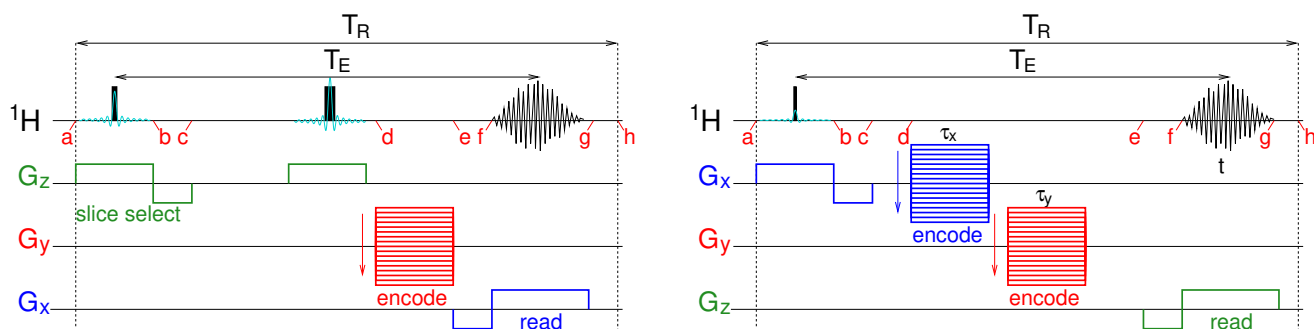 T_R
T_E
¹H
a b c d e f g h
G_z
slice select
G_y
encode
G_x
read
T_R
T_E
¹H
a b c d e f g h
τ_x
t
G_x
encode
τ_y
G_y
encode
G_z
read